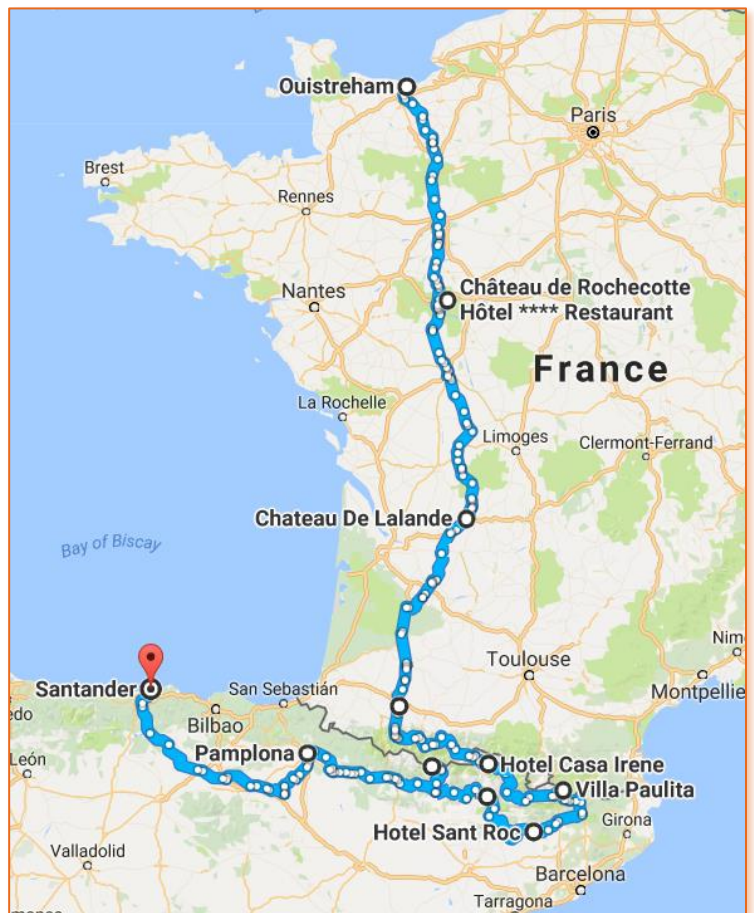 Ouistreham
Paris
Brest
Rennes
Château de Rochecotte
Hôtel **** Restaurant
Nantes
France
La Rochelle
Limoges
Clermont-Ferrand
Chateau De Lalande
Bay of Biscay
Toulouse
Nim
Montpellie
Santander
San Sebastián
edo
Bilbao
Pamplona
León
Hotel Casa Irene
Villa Paulita
Hotel Sant Roc
Girona
Valladolid
Barcelona
Tarragona